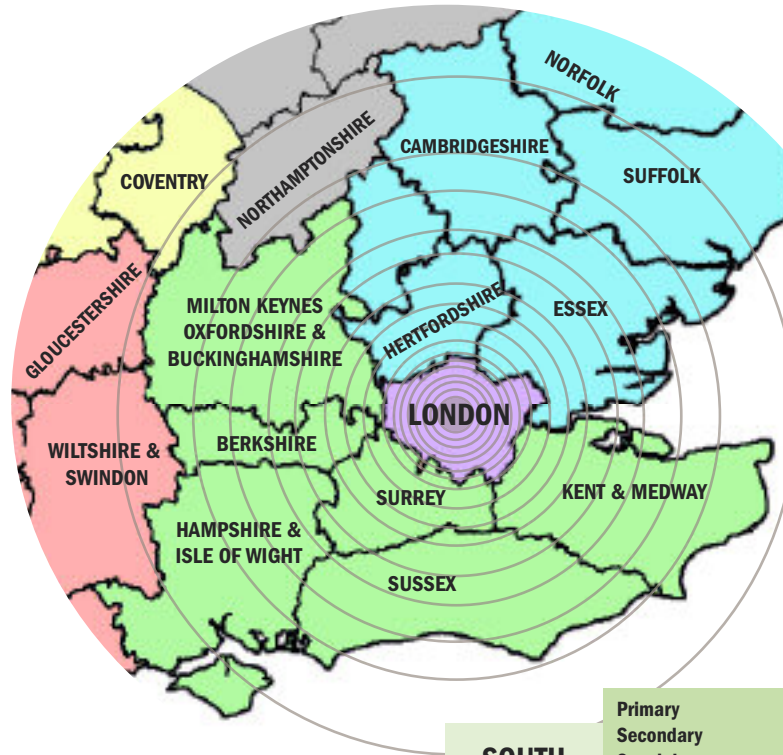 NORFOLK
CAMBRIDGESHIRE
SUFFOLK
COVENTRY
NORTHAMPTONSHIRE
GLOUCESTERSHIRE
MILTON KEYNES
OXFORDSHIRE &
BUCKINGHAMSHIRE
HERTFORDSHIRE
ESSEX
LONDON
BERKSHIRE
WILTSHIRE &
SWINDON
SURREY
KENT & MEDWAY
HAMPSHIRE &
ISLE OF WIGHT
SUSSEX
Primary
Secondary
SOUTH